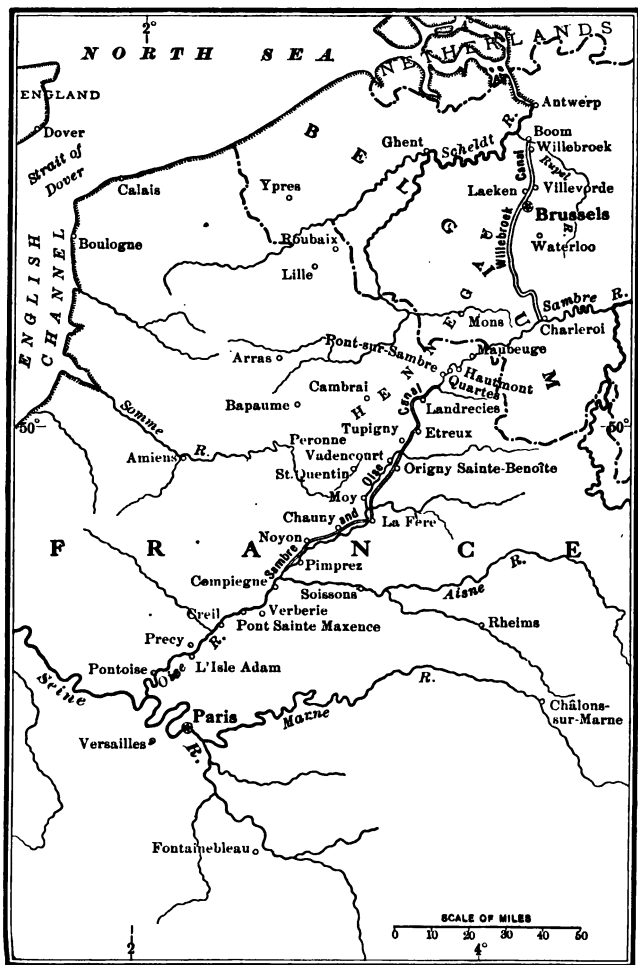 2°
NORTH SEA
NETHERLANDS
ENGLAND
Dover
Strait of
Dover
Antwerp
R.
BELGIUM
Boom
Willebroek
Ghent
Scheldt
Canal
Rupel
R.
Calais
Ypres
Laeken
Villevorde
Brussels
Willebroek
Waterloo
ENGLISH
CHANNEL
Boulogne
Roubaix
Lille
HENEGAU
Mons
Sambre R.
Charleroi
Arras
Pont-sur-Sambre
Maubeuge
Hautmont
Quartes
Cambrai
Canal
Landrecies
Bapaume
50°
50°
Somme
R.
Tupigny
Etreux
Peronne
Vadencourt
Amiens
St. Quentin
Oise
Origny Sainte-Benoîte
Moy
Chauny
and
La Fère
FRANCE
Noyon
Sambre
Pimprez
Compiegne
Soissons
Aisne
R.
Creil
Verberie
Pont Sainte Maxence
Rheims
Precy
R.
L'Isle Adam
Pontoise
Oise
Seine
R.
Paris
Marne
R.
Châlons-
sur-Marne
Versailles
Fontainebleau
SCALE OF MILES
0 10 20 30 40 50
2
4°